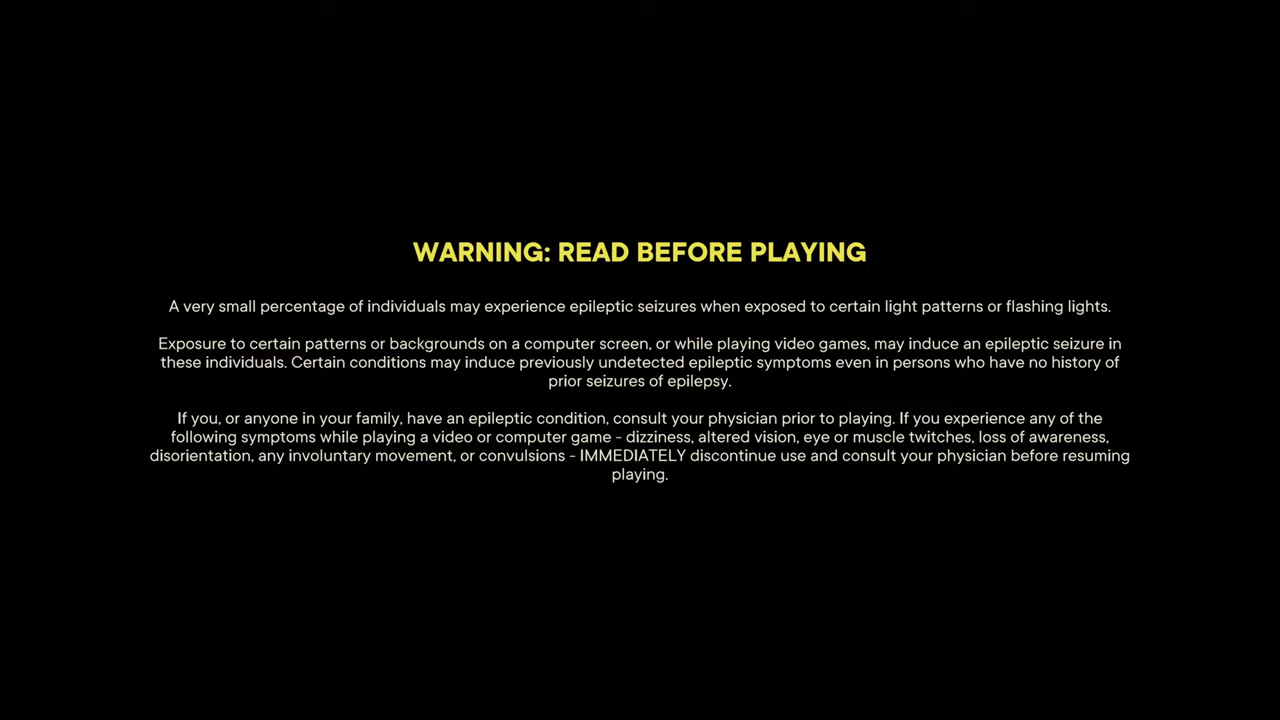 WARNING: READ BEFORE PLAYING
A very small percentage of individuals may experience epileptic seizures when exposed to certain light patterns or flashing lights.
Exposure to certain patterns or backgrounds on a computer screen, or while playing video games, may induce an epileptic seizure in
these individuals. Certain conditions may induce previously undetected epileptic symptoms even in persons who have no history of
prior seizures of epilepsy.
If you, or anyone in your family, have an epileptic condition, consult your physician prior to playing. If you experience any of the
following symptoms while playing a video or computer game - dizziness, altered vision, eye or muscle twitches, loss of awareness,
disorientation, any involuntary movement, or convulsions - IMMEDIATELY discontinue use and consult your physician before resuming
playing.